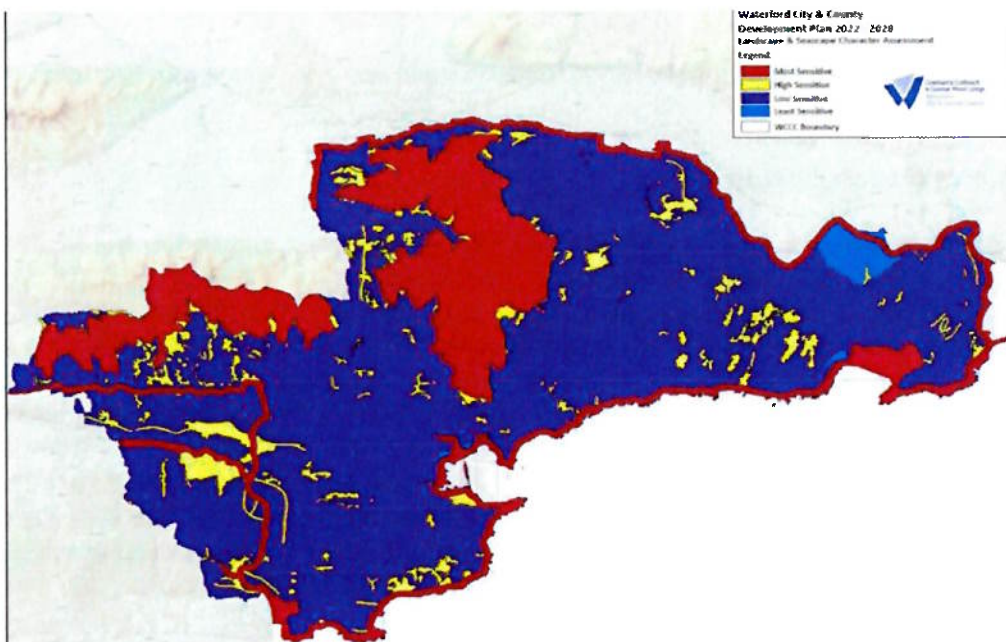 Waterford City & County
Development Plan 2022 - 2028
Landscape & Seascape Character Assessment
Legend
Most Sensitive
High Sensitive
Low Sensitive
Least Sensitive
WCCC Boundary